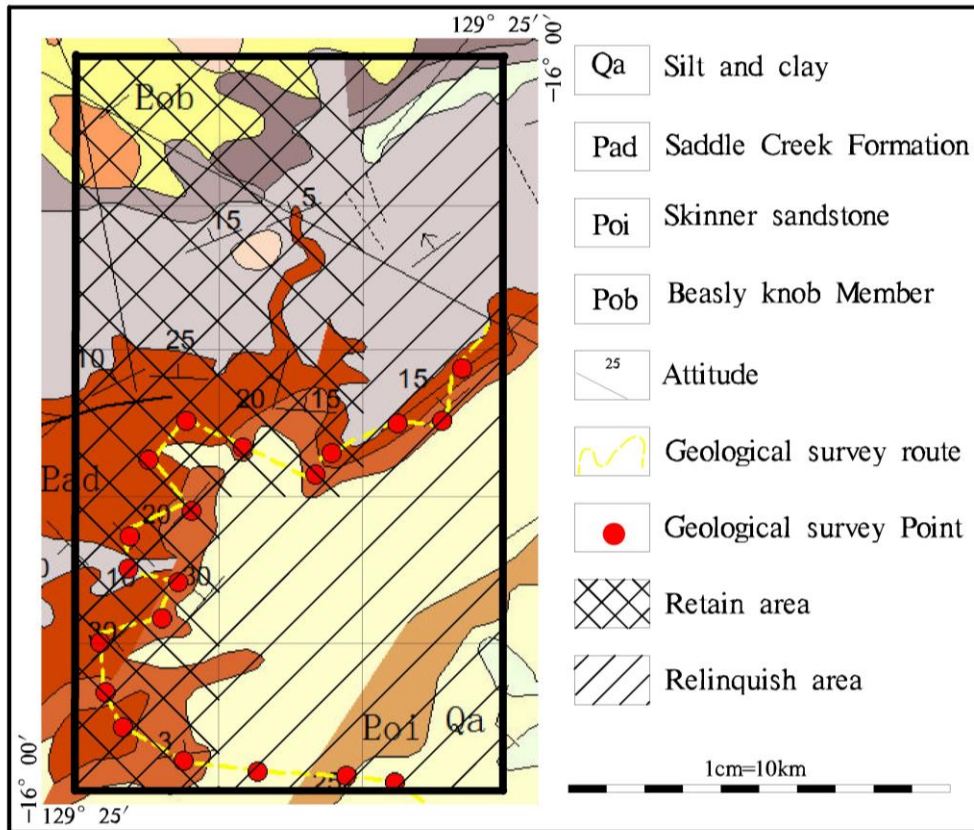 129° 25′
−16° 00′
Pob
5
15
10
25
15
20
15
Pad
20
0
10
30
30
3
Poi
Qa
25
−16° 00′
129° 25′
Qa Silt and clay
Pad Saddle Creek Formation
Poi Skinner sandstone
Pob Beasly knob Member
25 Attitude
Geological survey route
Geological survey Point
Retain area
Relinquish area
1cm=10km